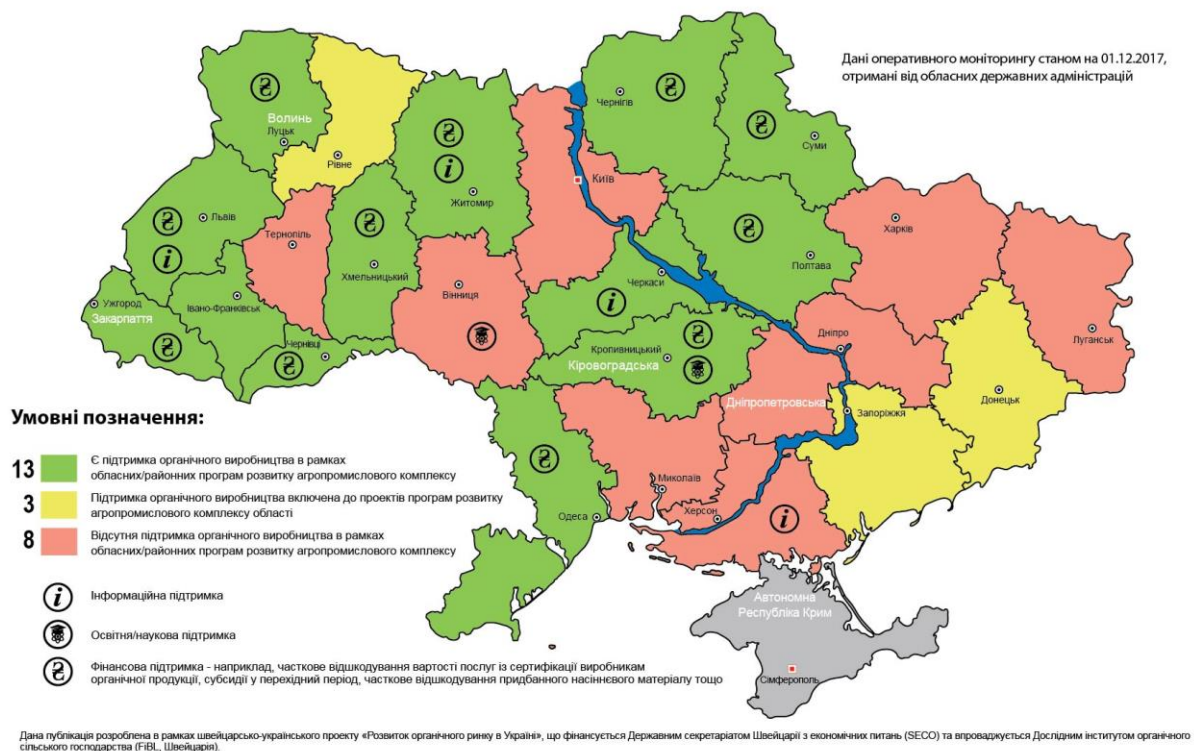 Дані оперативного моніторингу станом на 01.12.2017,
отримані від обласних державних адміністрацій
Чернігів
Волинь
Луцьк
Рівне
Суми
Київ
Житомир
Львів
Тернопіль
Хмельницький
Харків
Полтава
Черкаси
Вінниця
Ужгород
Закарпаття
Івано-Франківськ
Чернівці
Кропивницький
Кіровоградська
Дніпро
Луганськ
Донецьк
Дніпропетровська
Запоріжжя
Миколаїв
Херсон
Одеса
Автономна
Республіка Крим
Сімферополь
Умовні позначення:
13 Є підтримка органічного виробництва в рамках
обласних/районних програм розвитку агропромислового комплексу
3 Підтримка органічного виробництва включена до проектів програм розвитку
агропромислового комплексу області
8 Відсутня підтримка органічного виробництва в рамках
обласних/районних програм розвитку агропромислового комплексу
i Інформаційна підтримка
Освітня/наукова підтримка
₴ Фінансова підтримка - наприклад, часткове відшкодування вартості послуг із сертифікації виробникам
органічної продукції, субсидії у перехідний період, часткове відшкодування придбанного насіннєвого матеріалу тощо
Дана публікація розроблена в рамках швейцарсько-українського проекту «Розвиток органічного ринку в Україні», що фінансується Державним секретаріатом Швейцарії з економічних питань (SECO) та впроваджується Дослідним інститутом органічного
сільського господарства (FiBL, Швейцарія).